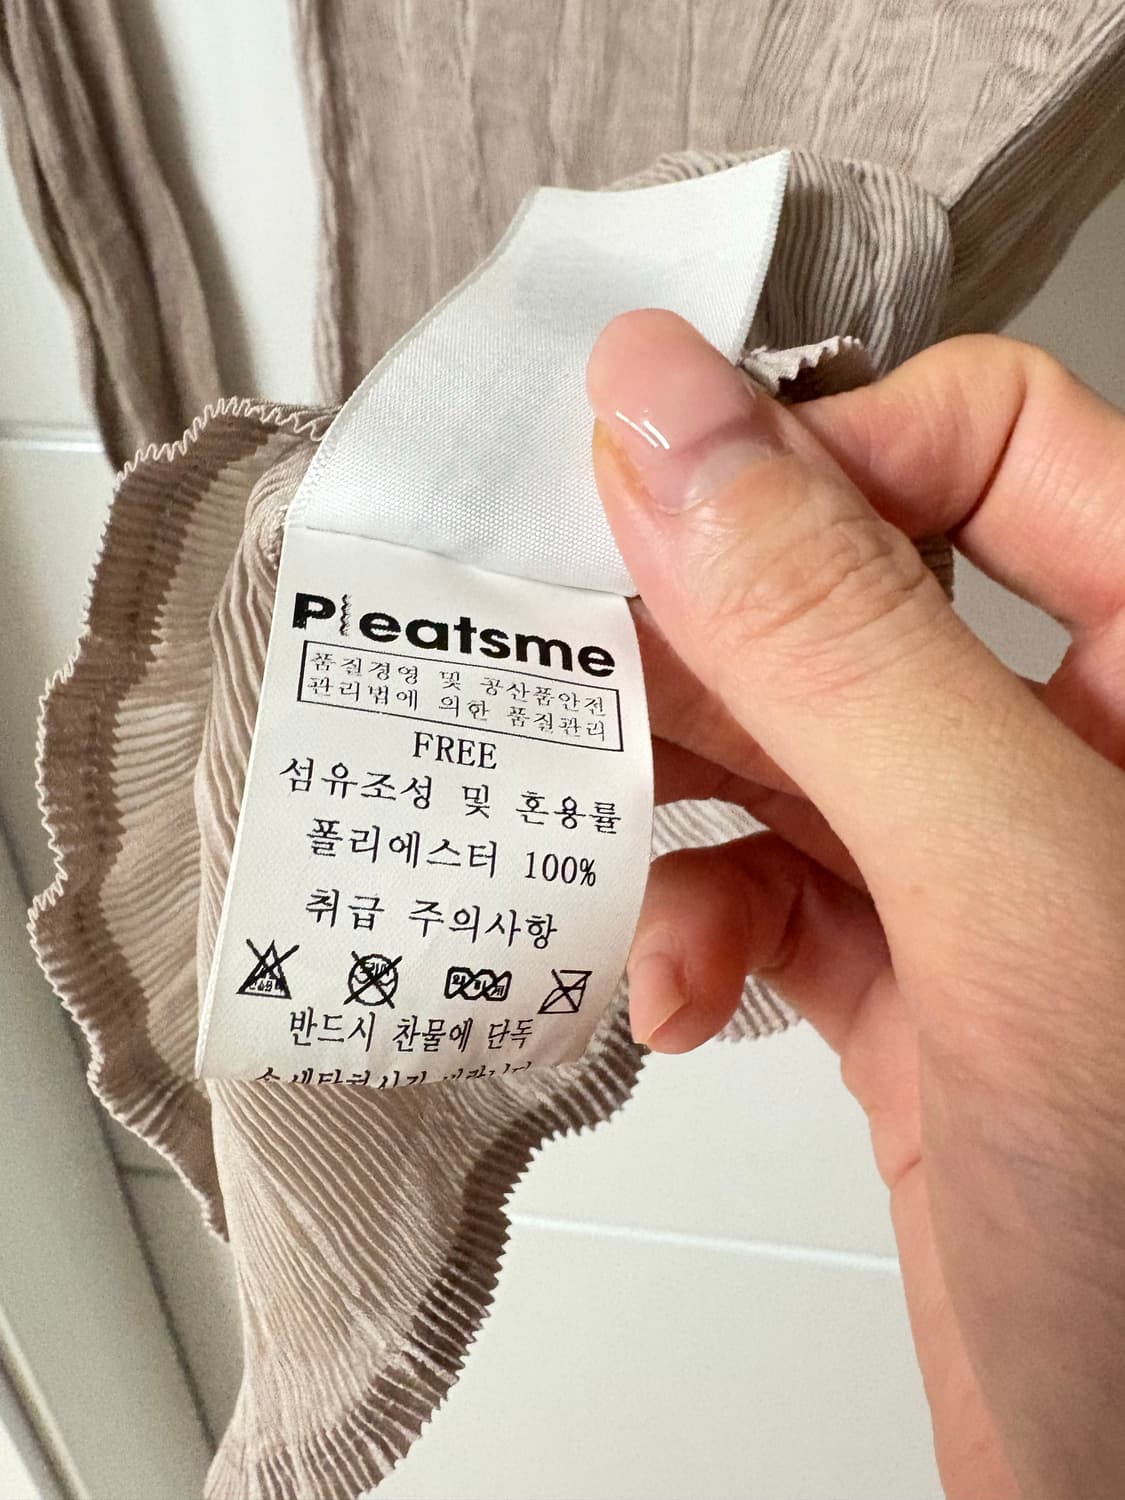 Pleatsme
품질경영 및 공산품안전
관리법에 의한 품질관리
FREE
섬유조성 및 혼용률
폴리에스터 100%
취급 주의사항
반드시 찬물에 단독